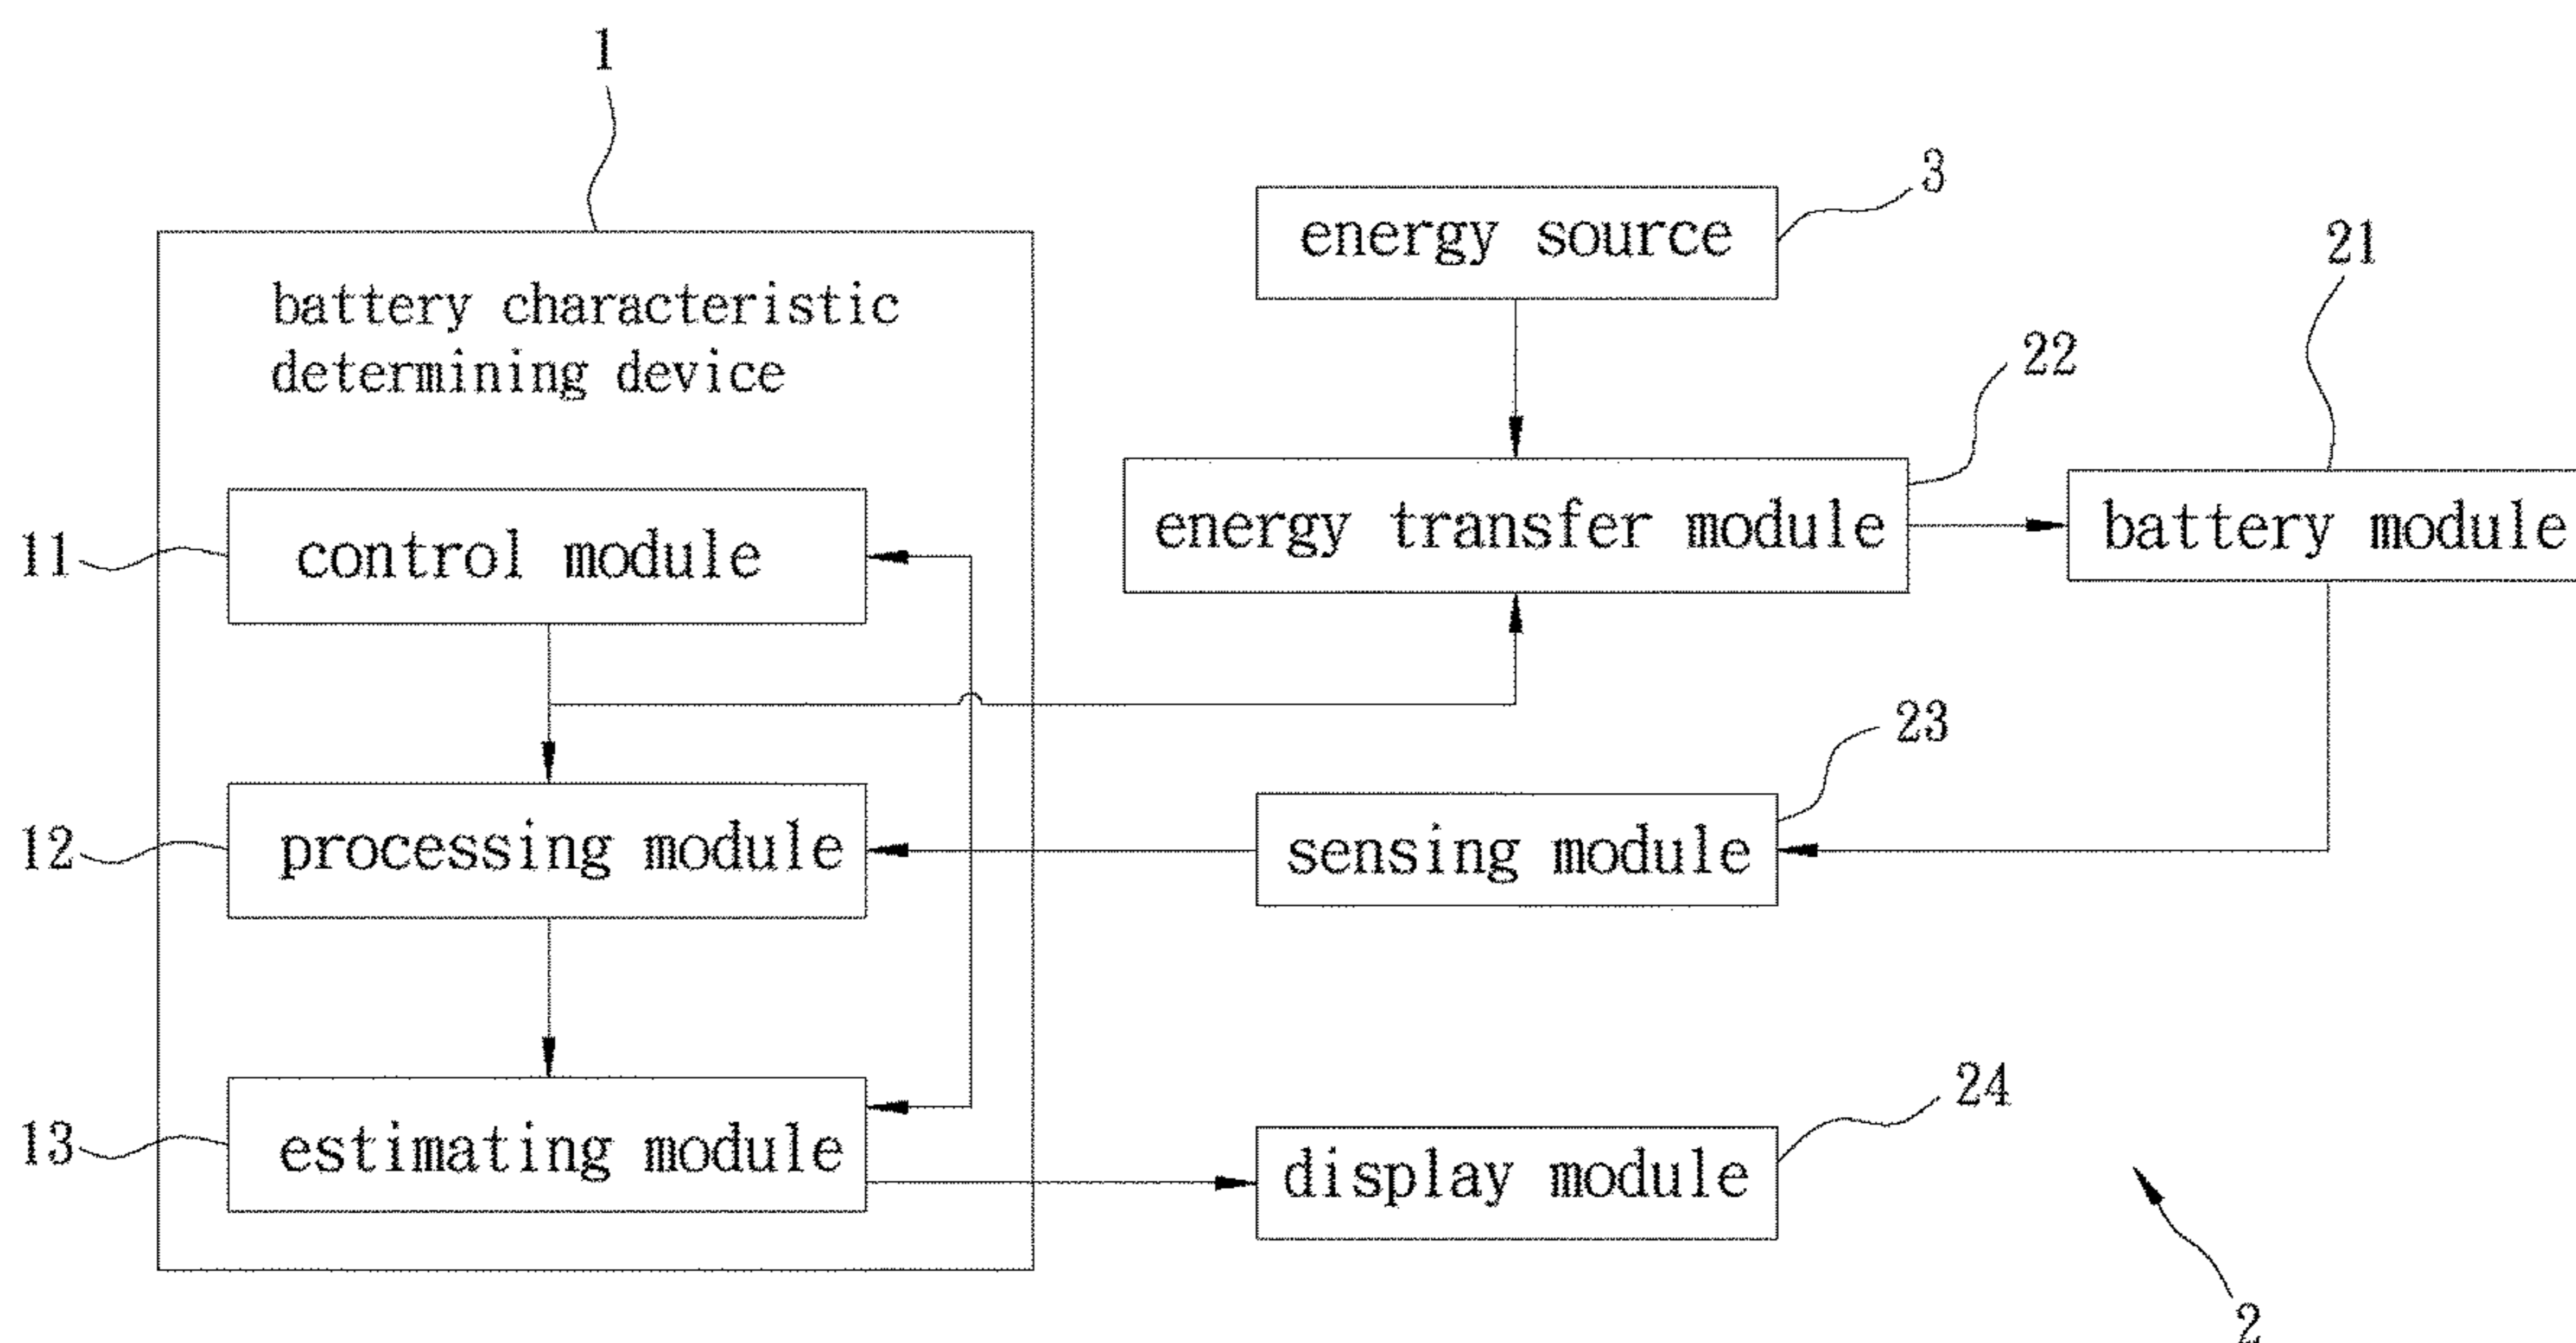 1
3
energy source
21
battery characteristic
determining device
22
11
control module
energy transfer module
battery module
23
12
processing module
sensing module
24
13
estimating module
display module
2